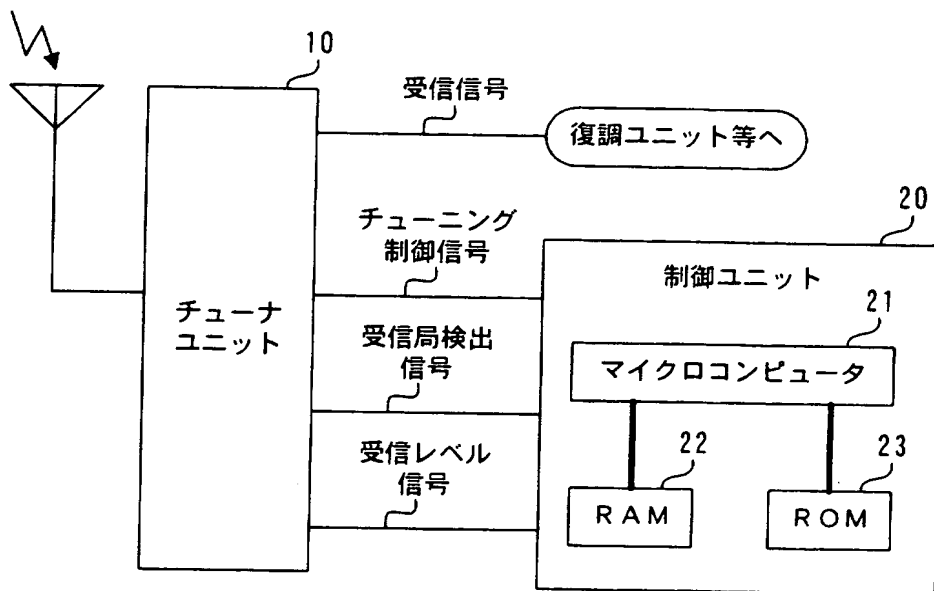 10
受信信号
復調ユニット等へ
20
チューニング
制御信号
制御ユニット
チューナ
ユニット
21
受信局検出
信号
マイクロコンピュータ
受信レベル
信号
22
23
RAM
ROM